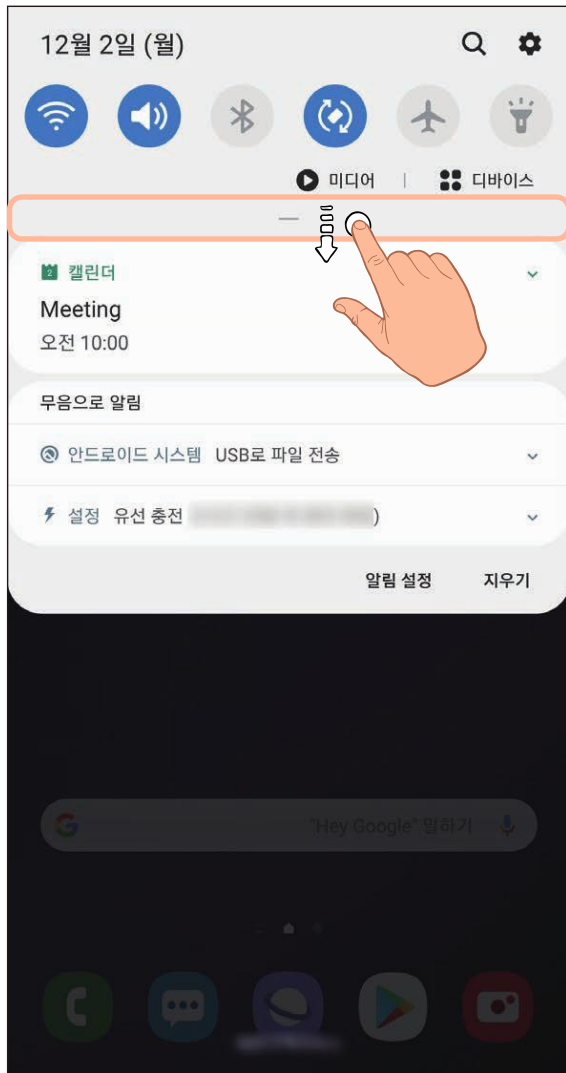 12월 2일 (월)
미디어 | 디바이스
2 캘린더
Meeting
오전 10:00
무음으로 알림
안드로이드 시스템 USB로 파일 전송
설정 유선 충전 )
알림 설정 지우기
G "Hey Google" 말하기